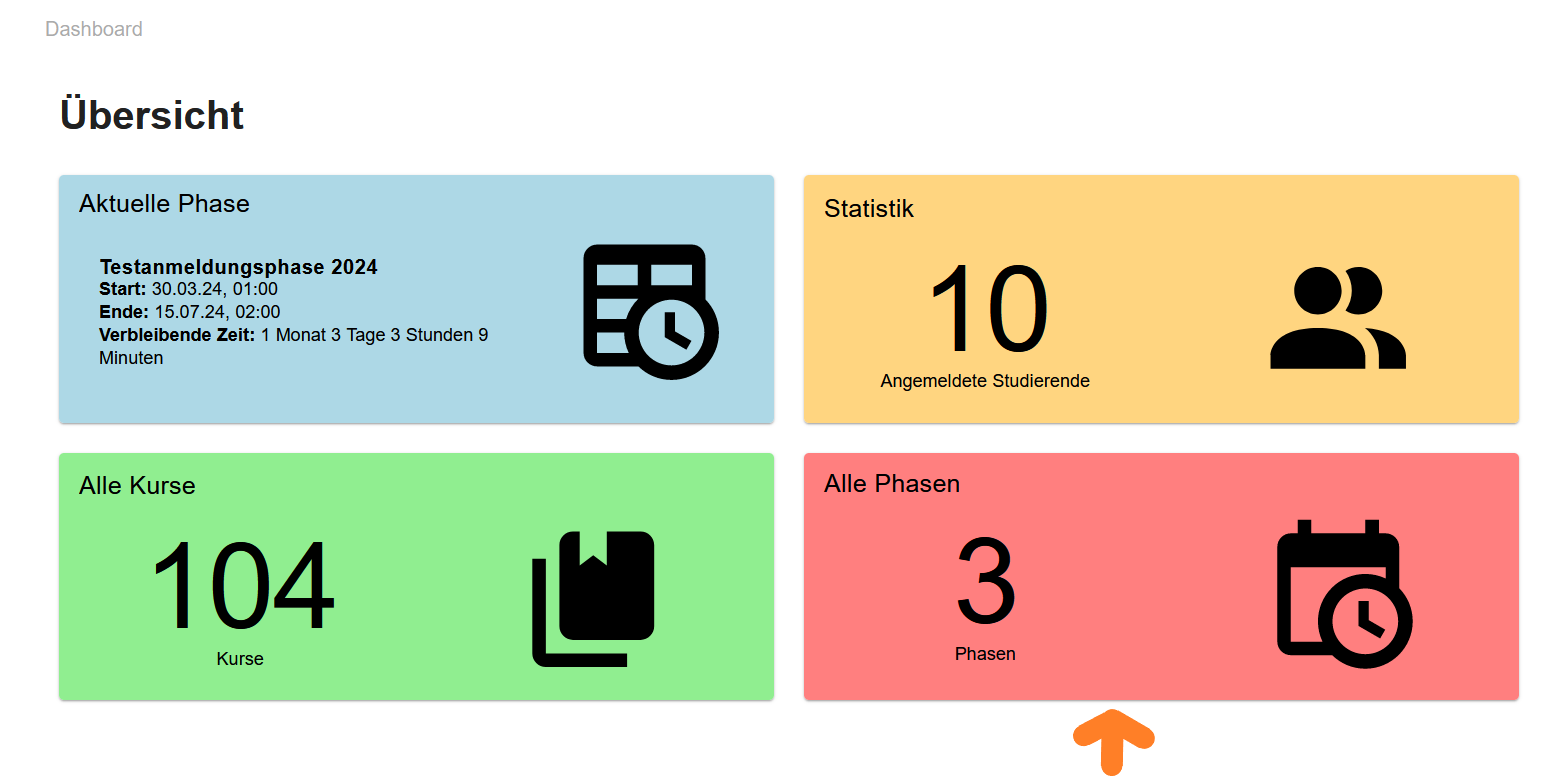 Dashboard
Übersicht
Aktuelle Phase
Testanmeldungsphase 2024
Start: 30.03.24, 01:00
Ende: 15.07.24, 02:00
Verbleibende Zeit: 1 Monat 3 Tage 3 Stunden 9
Minuten
Statistik
10
Angemeldete Studierende
Alle Kurse
104
Kurse
Alle Phasen
3
Phasen